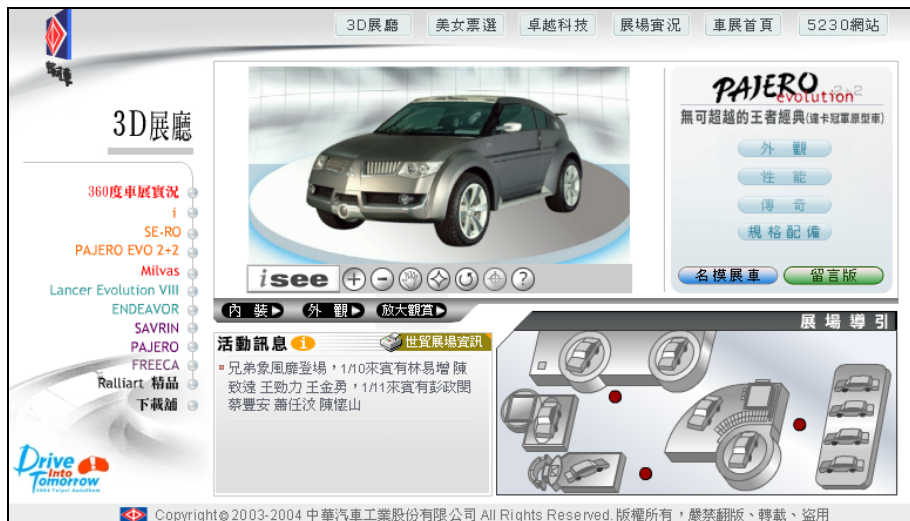 3D展廳
美女票選
卓越科技
展場實況
車展首頁
5230網站
3D展廳
360度車展實況
i
SE-RO
PAJERO EVO 2+2
Milvas
Lancer Evolution VIII
ENDEAVOR
SAVRIN
PAJERO
FREECA
Ralliart 精品
下載舖
Drive
Into
Tomorrow
2004 Taipei AutoShow
isee
內 裝
外 觀
放大觀賞
PAJERO
evolution 2+2
無可超越的王者經典(達卡冠軍原型車)
外 觀
性 能
傳 奇
規格配備
名模展車
留言版
活動訊息 i
世貿展場資訊
兄弟象風靡登場，1/10來賓有林易增 陳
致遠 王勁力 王金勇，1/11來賓有彭政閔
蔡豐安 蕭任汶 陳懷山
展場導引
Copyright© 2003-2004 中華汽車工業股份有限公司 All Rights Reserved. 版權所有，嚴禁翻版、轉載、盜用